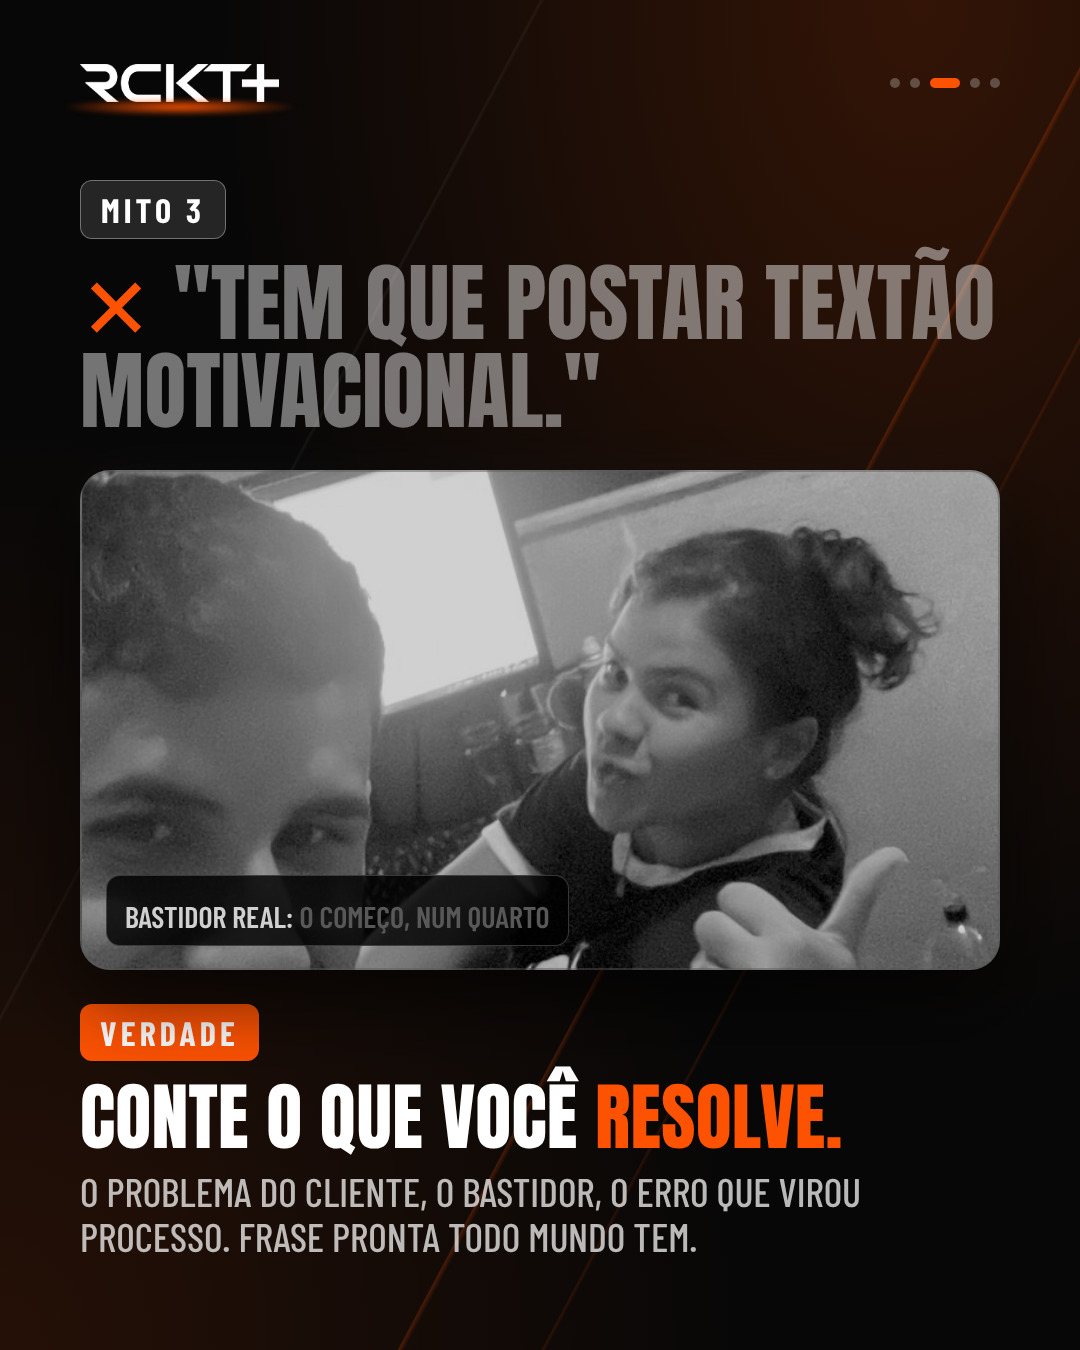 RCKT+
MITO 3
✕ "TEM QUE POSTAR TEXTÃO
MOTIVACIONAL."
BASTIDOR REAL: O COMEÇO, NUM QUARTO
VERDADE
CONTE O QUE VOCÊ RESOLVE.
O PROBLEMA DO CLIENTE, O BASTIDOR, O ERRO QUE VIROU
PROCESSO. FRASE PRONTA TODO MUNDO TEM.